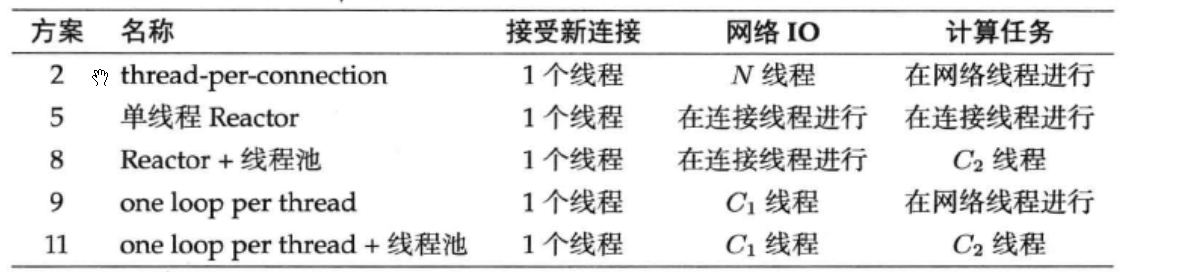 方案 名称 接受新连接 网络 IO 计算任务
2 thread-per-connection 1 个线程 N 线程 在网络线程进行
5 单线程 Reactor 1 个线程 在连接线程进行 在连接线程进行
8 Reactor + 线程池 1 个线程 在连接线程进行 C₂ 线程
9 one loop per thread 1 个线程 C₁ 线程 在网络线程进行
11 one loop per thread + 线程池 1 个线程 C₁ 线程 C₂ 线程